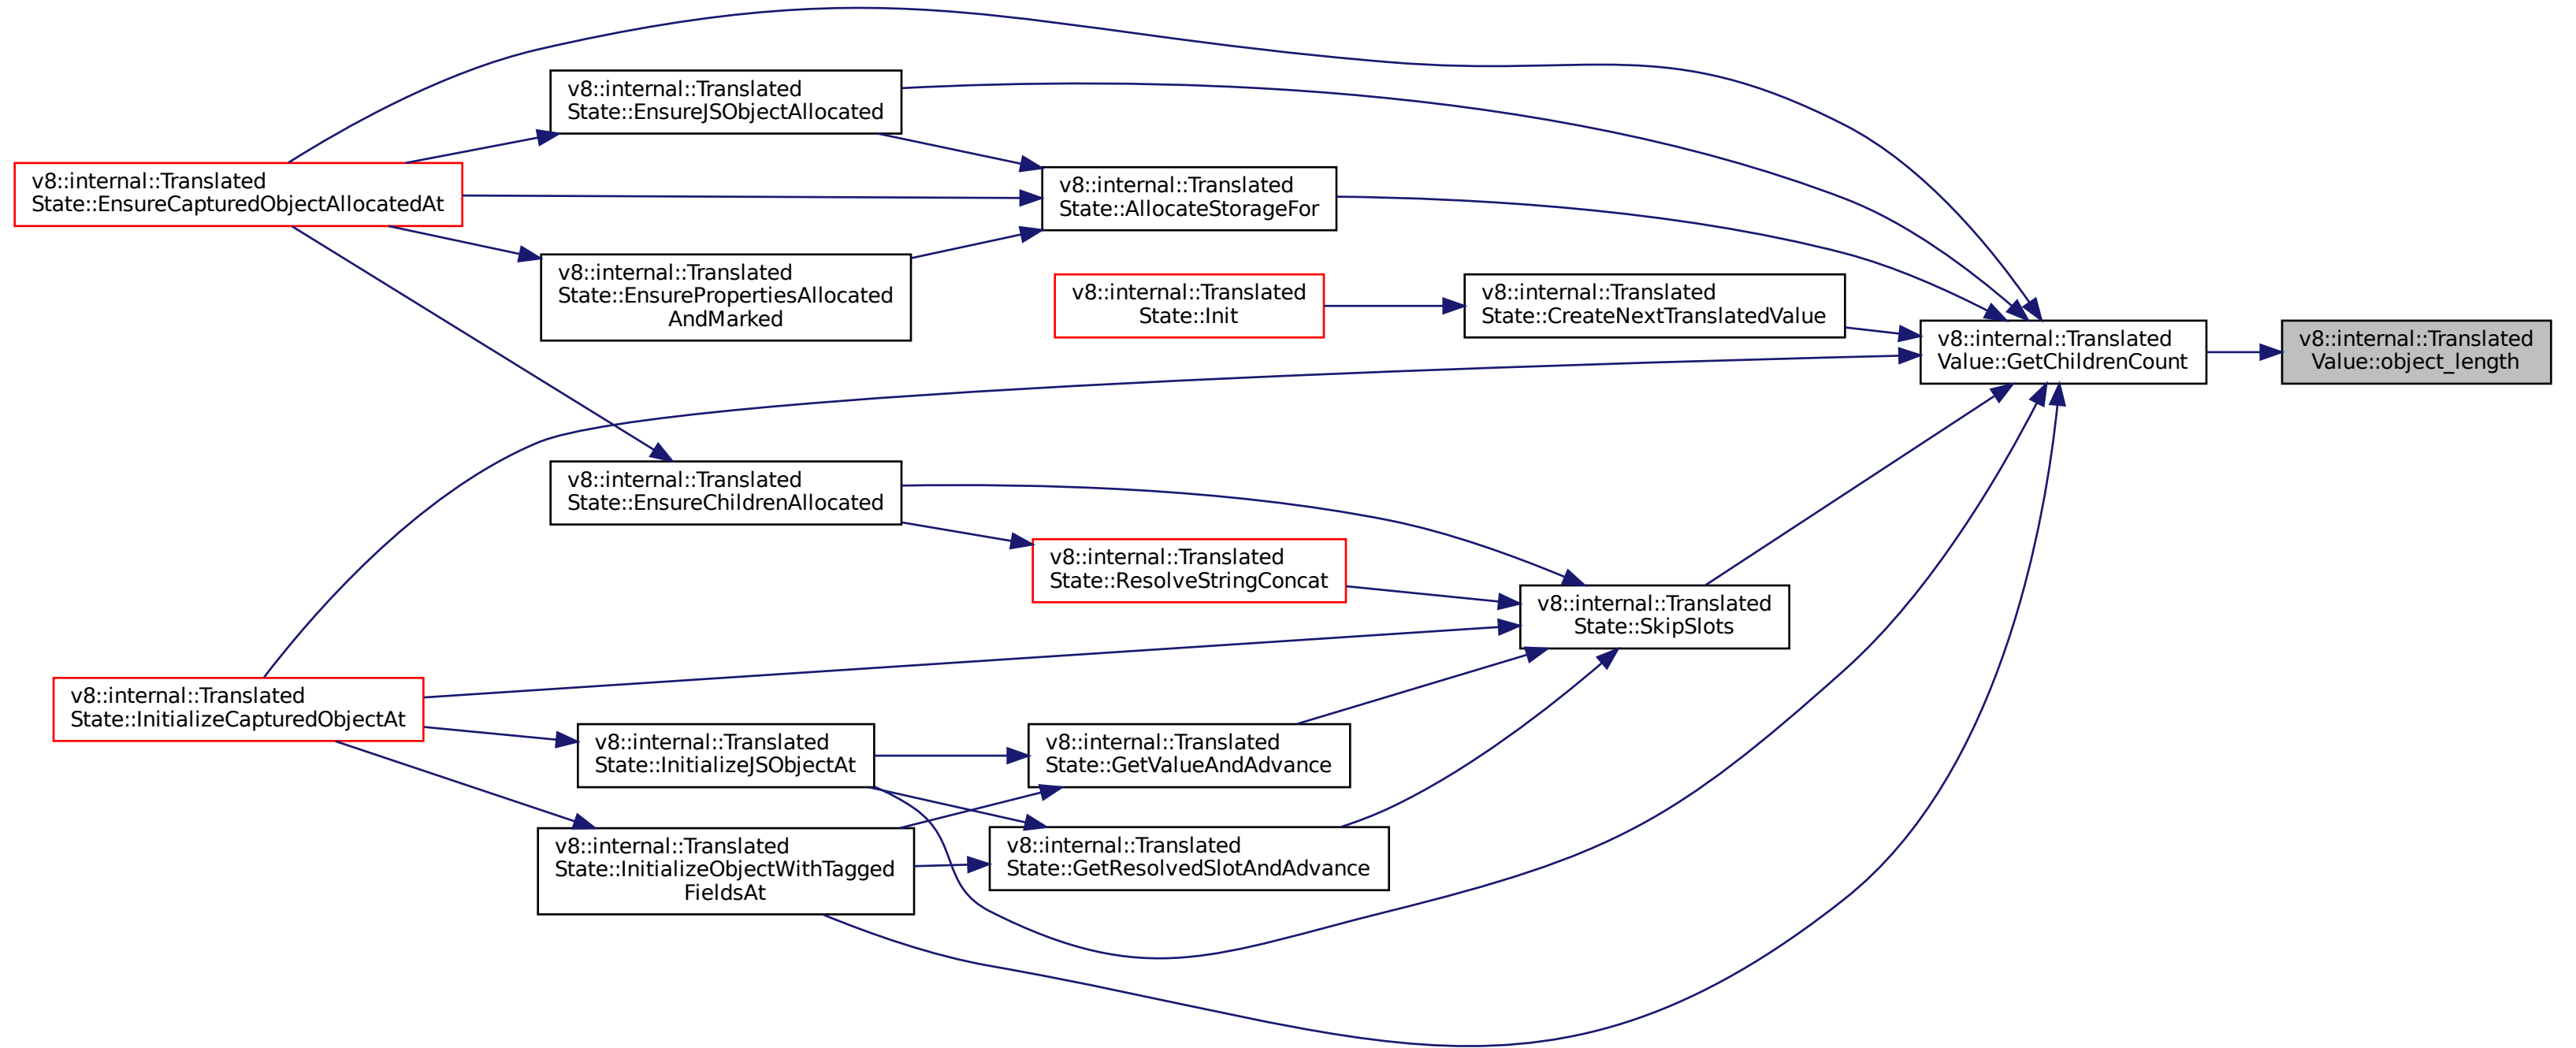 v8::internal::Translated
State::EnsureJSObjectAllocated
v8::internal::Translated
State::EnsureCapturedObjectAllocatedAt
v8::internal::Translated
State::AllocateStorageFor
v8::internal::Translated
State::EnsurePropertiesAllocated
AndMarked
v8::internal::Translated
State::Init
v8::internal::Translated
State::CreateNextTranslatedValue
v8::internal::Translated
Value::GetChildrenCount
v8::internal::Translated
Value::object_length
v8::internal::Translated
State::EnsureChildrenAllocated
v8::internal::Translated
State::ResolveStringConcat
v8::internal::Translated
State::SkipSlots
v8::internal::Translated
State::InitializeCapturedObjectAt
v8::internal::Translated
State::InitializeJSObjectAt
v8::internal::Translated
State::GetValueAndAdvance
v8::internal::Translated
State::InitializeObjectWithTagged
FieldsAt
v8::internal::Translated
State::GetResolvedSlotAndAdvance